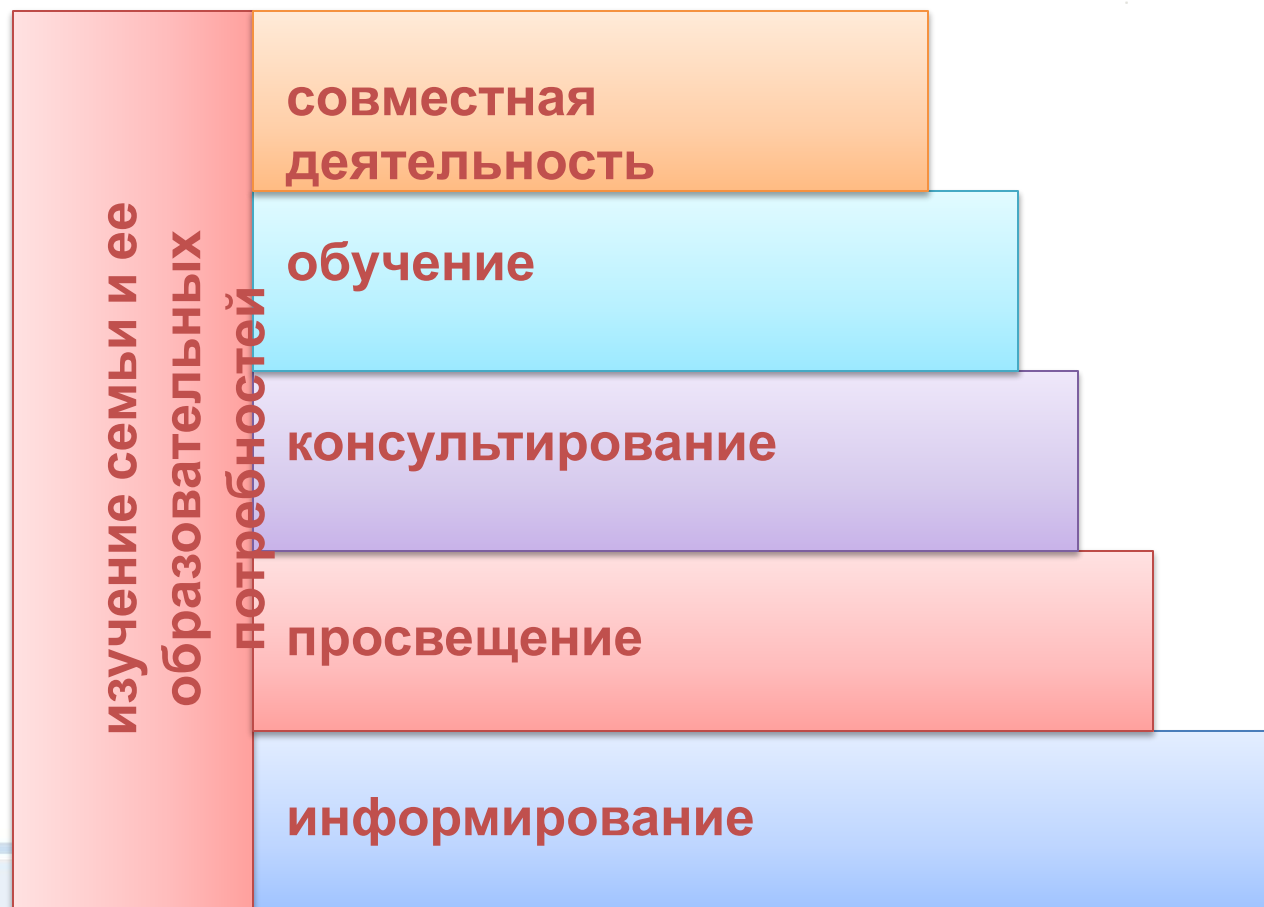 изучение семьи и ее
образовательных
потребностей
совместная
деятельность
обучение
консультирование
просвещение
информирование